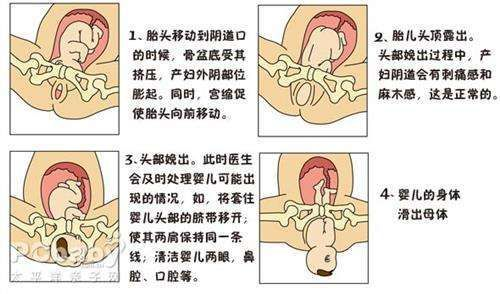 1、胎头移动到阴道口
的时候，骨盆底受其
挤压，产妇外阴部位
膨起。同时，宫缩促
使胎头向前移动。
2、胎儿头顶露出。
头部娩出过程中，产
妇阴道会有刺痛感和
麻木感，这是正常的。
3、头部娩出。此时医生
会及时处理婴儿可能出
现的情况，如，将套住
婴儿头部的脐带移开；
使其两肩保持同一条
线；清洁婴儿两眼，鼻
腔、口腔等。
4、婴儿的身体
滑出母体
PCbaby
太平洋亲子网